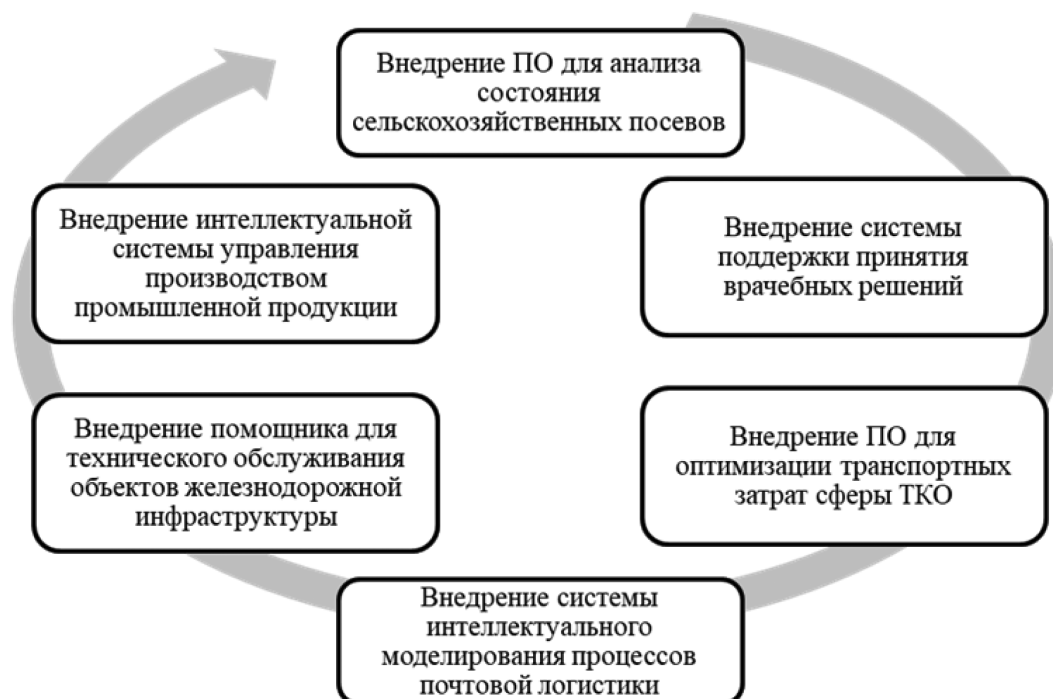 Внедрение ПО для анализа
состояния
сельскохозяйственных посевов
Внедрение системы
поддержки принятия
врачебных решений
Внедрение ПО для
оптимизации транспортных
затрат сферы ТКО
Внедрение системы
интеллектуального
моделирования процессов
почтовой логистики
Внедрение помощника для
технического обслуживания
объектов железнодорожной
инфраструктуры
Внедрение интеллектуальной
системы управления
производством
промышленной продукции